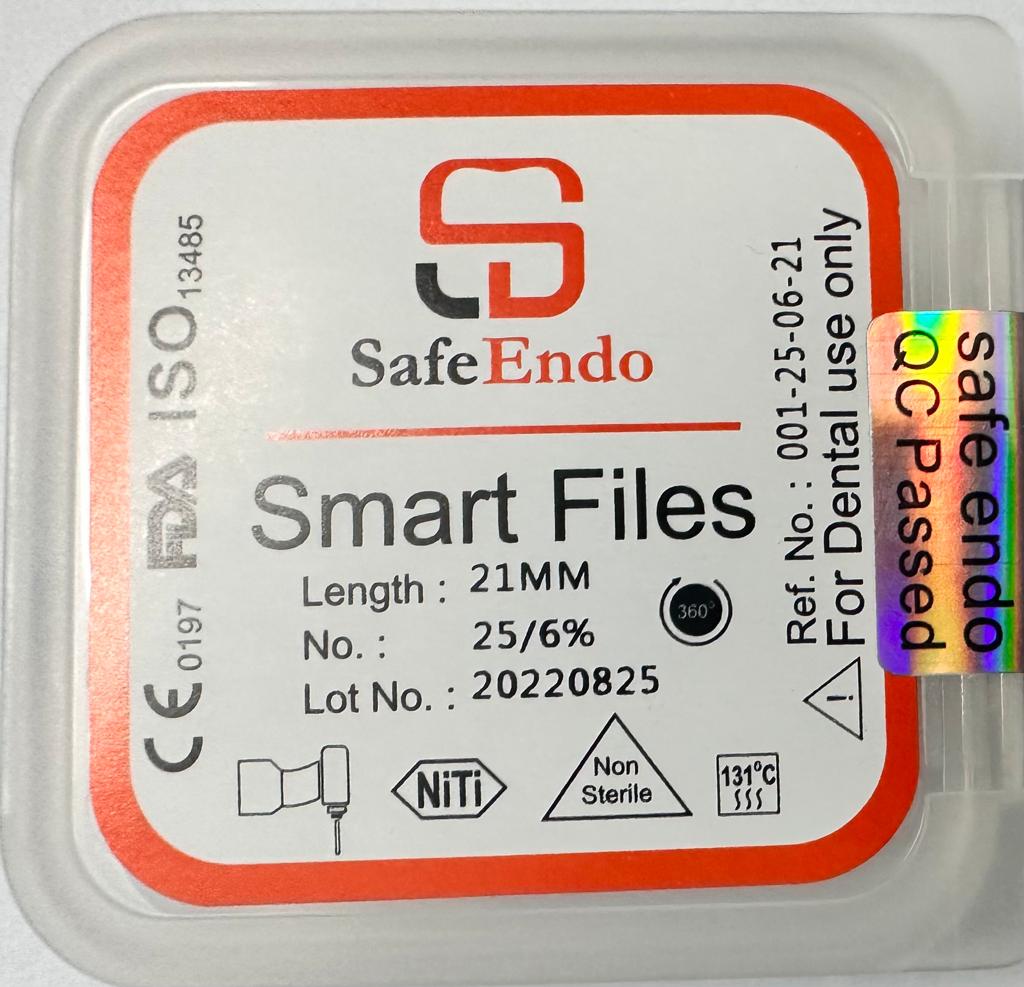 SafeEndo
Smart Files
Length : 21MM
No. : 25/6%
Lot No. : 20220825
360°
NiTi
Non
Sterile
131°C
CE 0197 FDA ISO 13485
Ref. No. : 001-25-06-21
! For Dental use only
safe endo
QC Passed